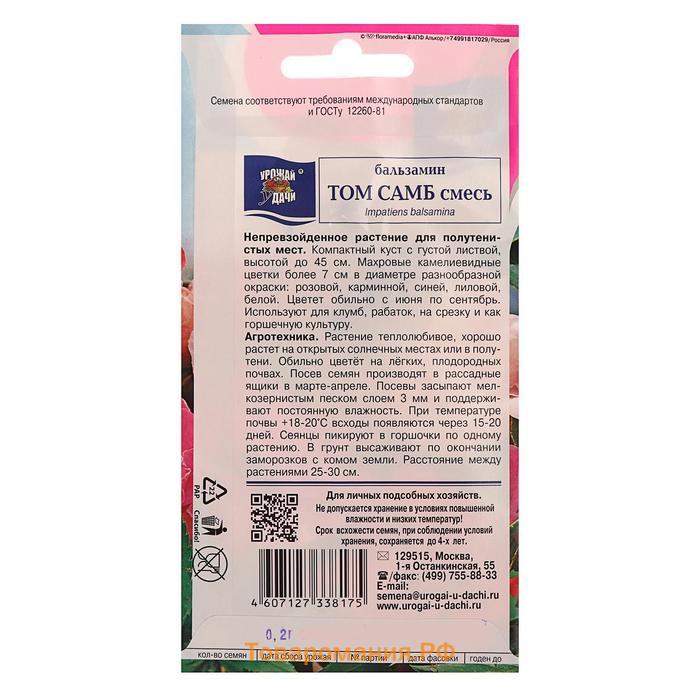 © floramedia+ АПФ Алькор/+74991817029/Россия
Семена соответствуют требованиям международных стандартов
и ГОСТу 12260-81
УРОЖАЙ ®
ДАЧИ
бальзамин
ТОМ САМБ смесь
Impatiens balsamina
Непревзойденное растение для полутени-
стых мест. Компактный куст с густой листвой,
высотой до 45 см. Махровые камелиевидные
цветки более 7 см в диаметре разнообразной
окраски: розовой, карминной, синей, лиловой,
белой. Цветет обильно с июня по сентябрь.
Используют для клумб, рабаток, на срезку и как
горшечную культуру.
Агротехника. Растение теплолюбивое, хорошо
растет на открытых солнечных местах или в полу-
тени. Обильно цветёт на лёгких, плодородных
почвах. Посев семян производят в рассадные
ящики в марте-апреле. Посевы засыпают мел-
козернистым песком слоем 3 мм и поддержи-
вают постоянную влажность. При температуре
почвы +18-20°С всходы появляются через 15-20
дней. Сеянцы пикируют в горшочки по одному
растению. В грунт высаживают по окончании
заморозков с комом земли. Расстояние между
растениями 25-30 см.
22
PAP
Спасибо!
Для личных подсобных хозяйств.
Не допускается хранение в условиях повышенной
влажности и низких температур!
Срок всхожести семян, при соблюдении условий
хранения, сохраняется до 4-х лет.
129515, Москва,
1-я Останкинская, 55
/факс: (499) 755-88-33
E-mail:
semena@urogai-u-dachi.ru
www.urogai-u-dachi.ru
4 607127 338175
0,2г
Торомания.РФ
кол-во семян дата сбора урожая № партии дата фасовки годен до